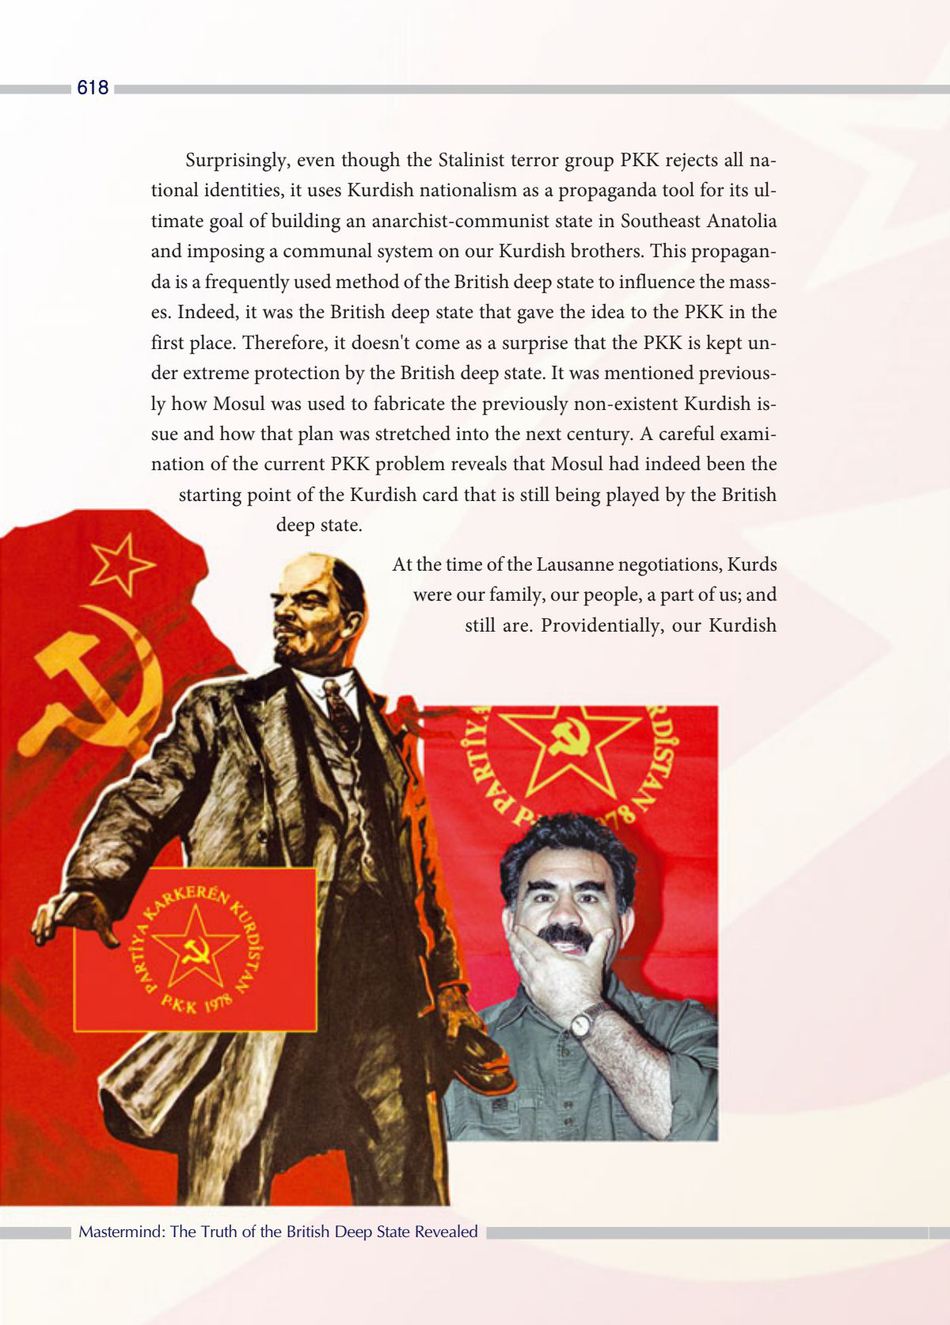 618
Surprisingly, even though the Stalinist terror group PKK rejects all na-
tional identities, it uses Kurdish nationalism as a propaganda tool for its ul-
timate goal of building an anarchist-communist state in Southeast Anatolia
and imposing a communal system on our Kurdish brothers. This propagan-
da is a frequently used method of the British deep state to influence the mass-
es. Indeed, it was the British deep state that gave the idea to the PKK in the
first place. Therefore, it doesn't come as a surprise that the PKK is kept un-
der extreme protection by the British deep state. It was mentioned previous-
ly how Mosul was used to fabricate the previously non-existent Kurdish is-
sue and how that plan was stretched into the next century. A careful exami-
nation of the current PKK problem reveals that Mosul had indeed been the
starting point of the Kurdish card that is still being played by the British
deep state.
At the time of the Lausanne negotiations, Kurds
were our family, our people, a part of us; and
still are. Providentially, our Kurdish
PARTÎYA
RDÎSTAN
P.
78
PARTÎYA KARKERÉN KURDÎSTAN
P.K.K 1978
Mastermind: The Truth of the British Deep State Revealed